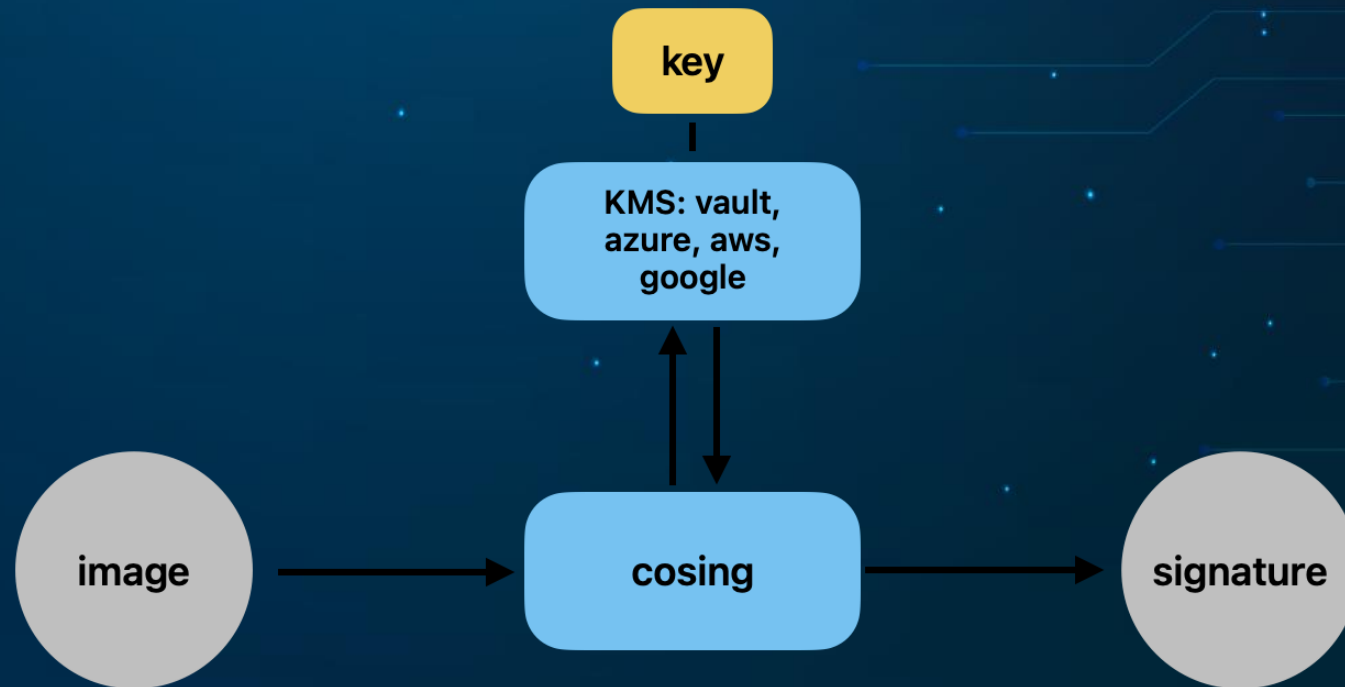 key
KMS: vault,
azure, aws,
google
image
cosing
signature